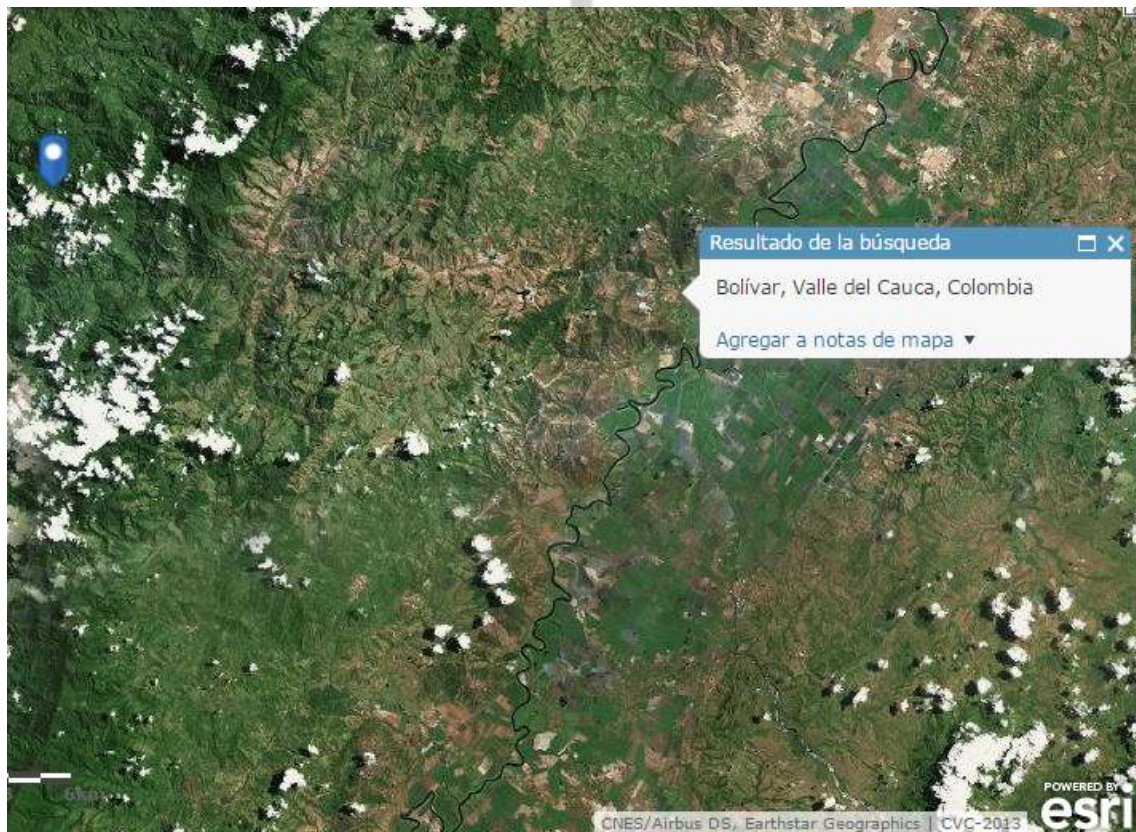 Resultado de la búsqueda
Bolívar, Valle del Cauca, Colombia
Agregar a notas de mapa
6km
CNES/Airbus DS, Earthstar Geographics | CVC-2013
POWERED BY
esri